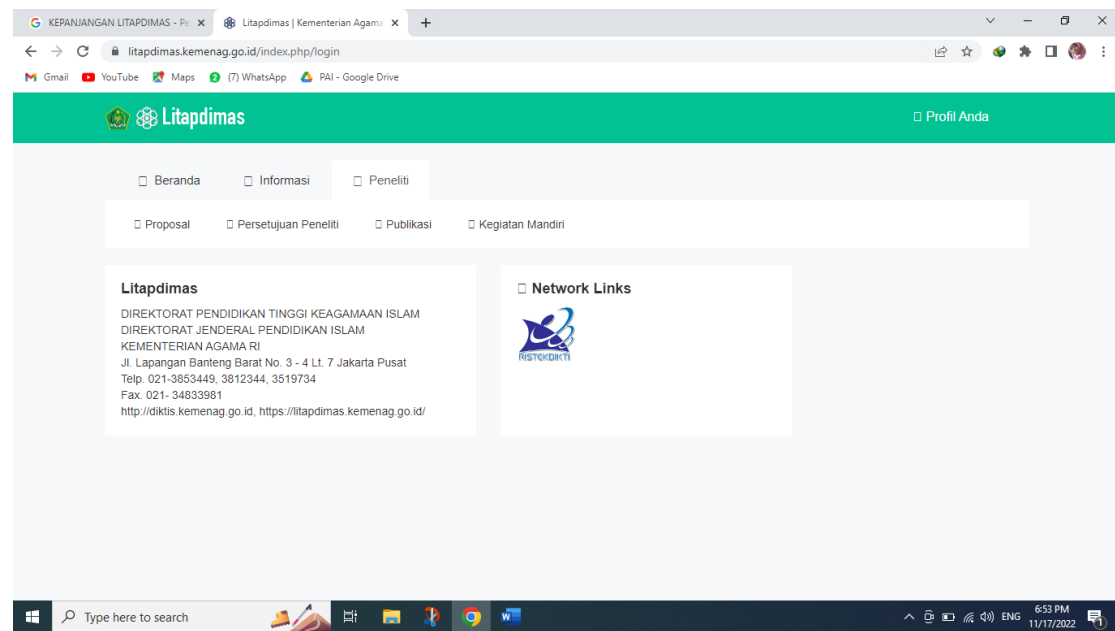 KEPANJANGAN LITAPDIMAS - Pe
Litapdimas | Kementerian Agama
litapdimas.kemenag.go.id/index.php/login
Gmail YouTube Maps (7) WhatsApp PAI - Google Drive
Litapdimas
Profil Anda
Beranda Informasi Peneliti
Proposal Persetujuan Peneliti Publikasi Kegiatan Mandiri
Litapdimas
DIREKTORAT PENDIDIKAN TINGGI KEAGAMAAN ISLAM
DIREKTORAT JENDERAL PENDIDIKAN ISLAM
KEMENTERIAN AGAMA RI
Jl. Lapangan Banteng Barat No. 3 - 4 Lt. 7 Jakarta Pusat
Telp. 021-3853449, 3812344, 3519734
Fax. 021- 34833981
http://diktis.kemenag.go.id, https://litapdimas.kemenag.go.id/
Network Links
RISTEKDIKTI
Type here to search
ENG
6:53 PM
11/17/2022